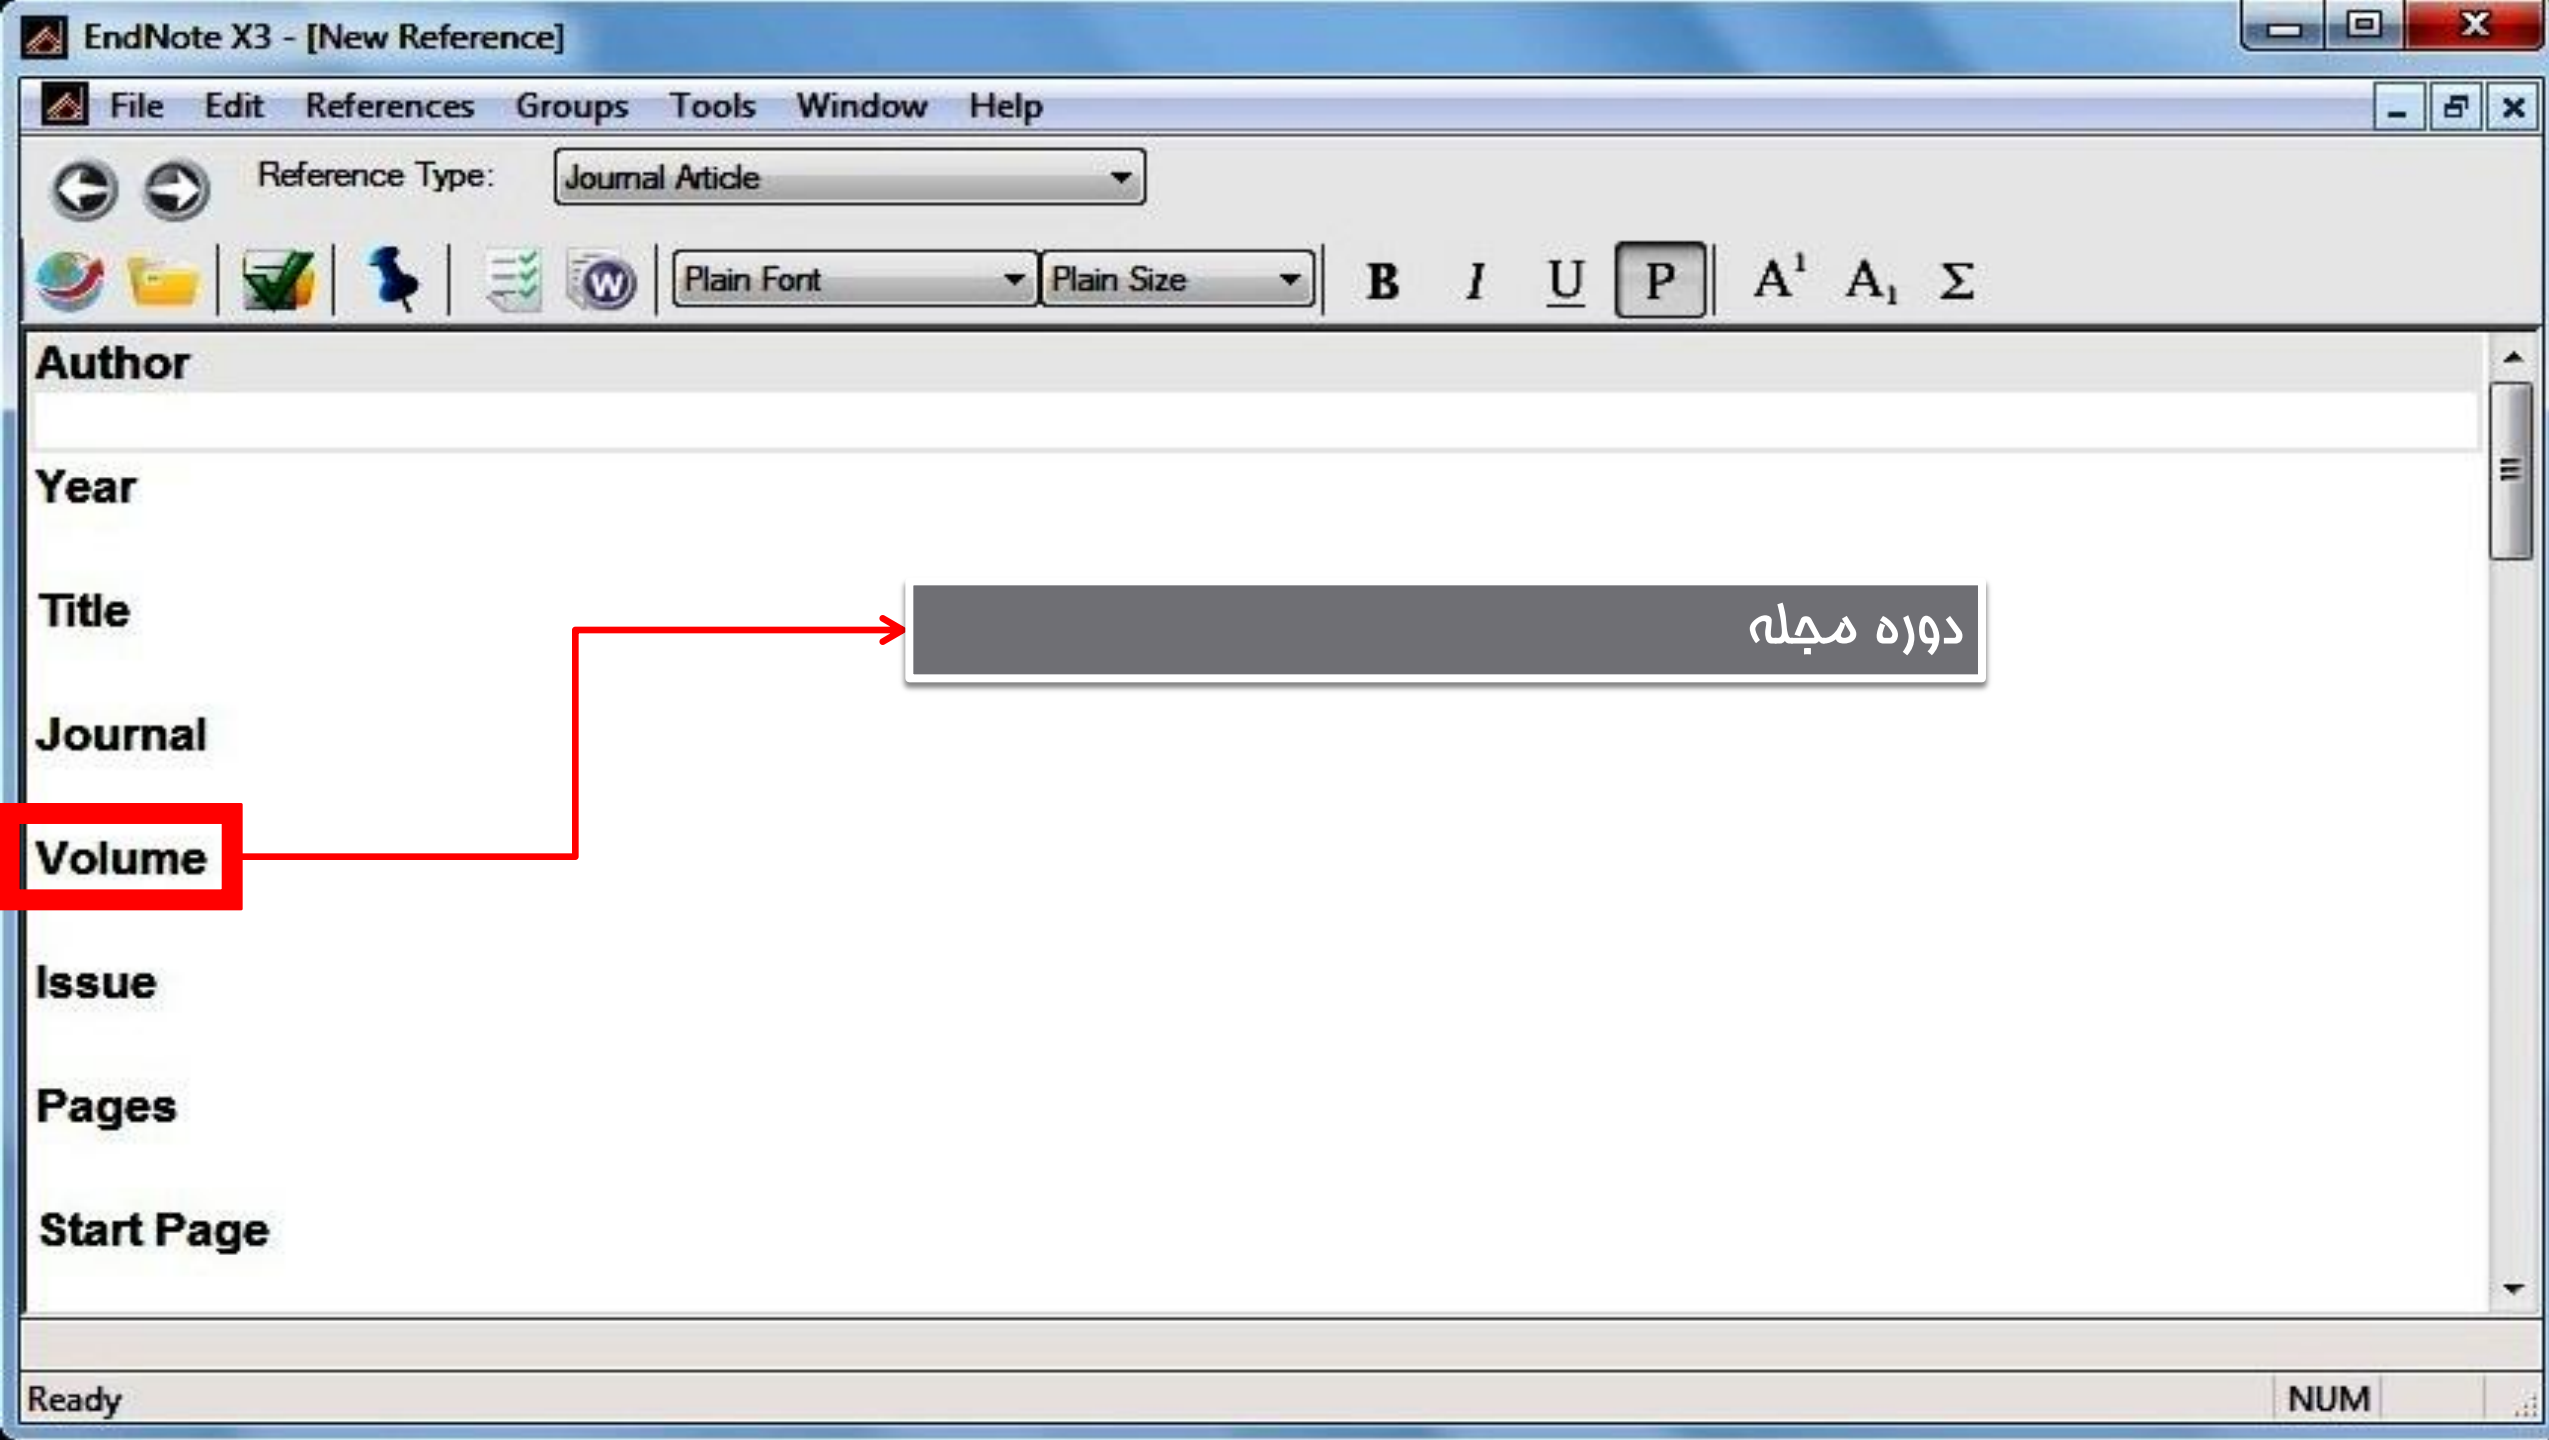 EndNote X3 - [New Reference]
File Edit References Groups Tools Window Help
Reference Type: Journal Article
Plain Font Plain Size B I U P A¹ A₁ Σ
Author
Year
Title
دوره مجله
Journal
Volume
Issue
Pages
Start Page
Ready NUM